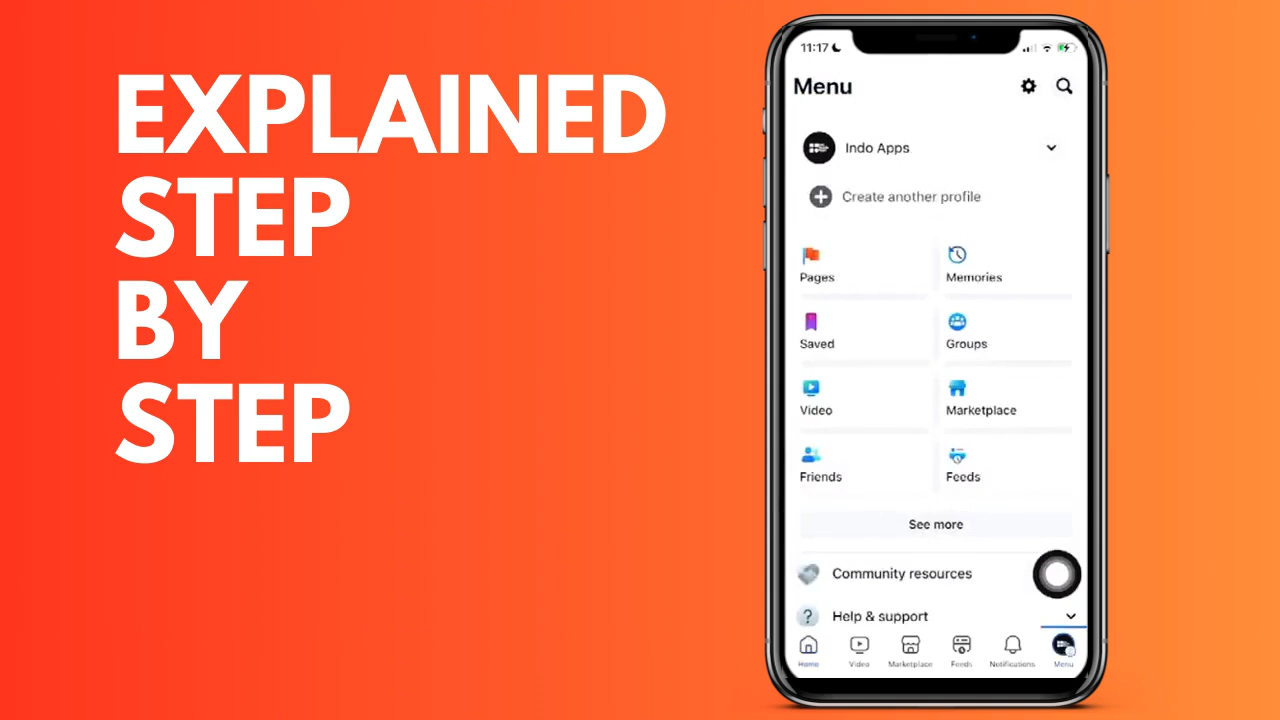 EXPLAINED
STEP
BY
STEP
11:17
Menu
Indo Apps
Create another profile
Pages
Memories
Saved
Groups
Video
Marketplace
Friends
Feeds
See more
Community resources
? Help & support
Home Video Marketplace Feeds Notifications Menu